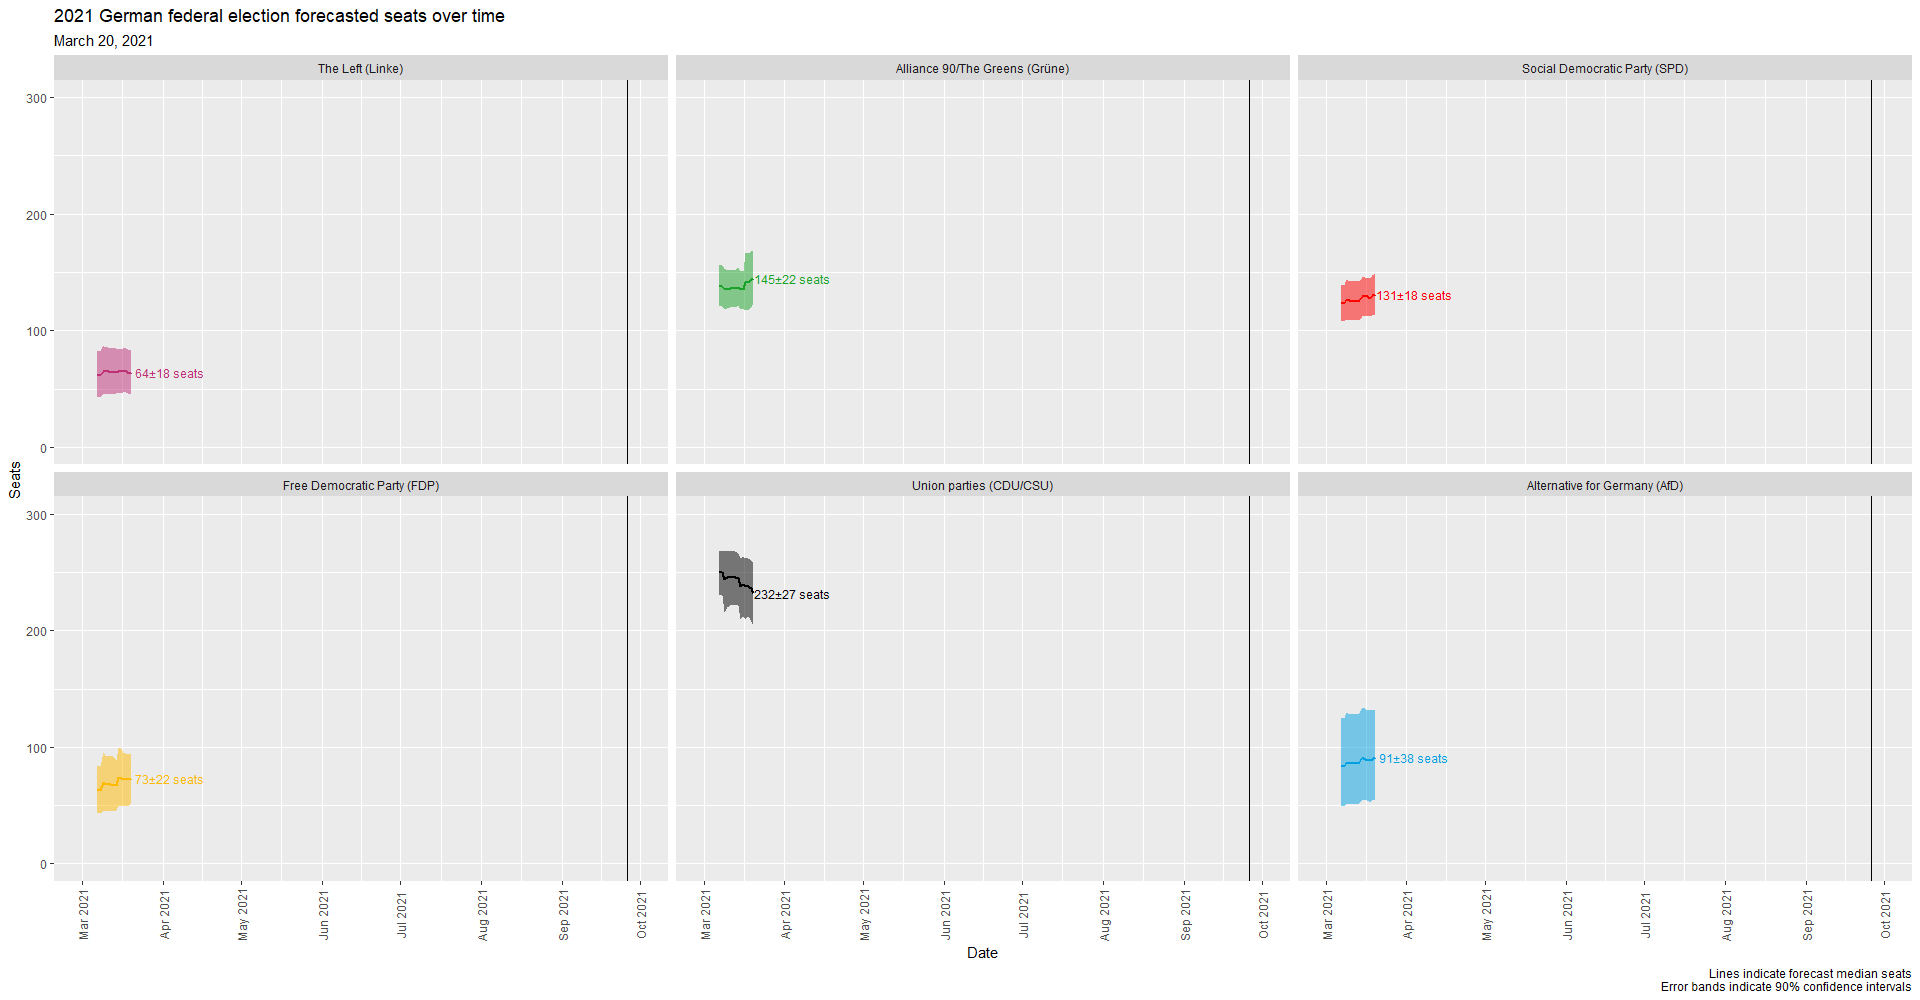 2021 German federal election forecasted seats over time
March 20, 2021
The Left (Linke)
Alliance 90/The Greens (Grüne)
Social Democratic Party (SPD)
300
200
100
0
64±18 seats
145±22 seats
131±18 seats
Seats
Free Democratic Party (FDP)
Union parties (CDU/CSU)
Alternative for Germany (AfD)
300
200
100
0
73±22 seats
232±27 seats
91±38 seats
Mar 2021
Apr 2021
May 2021
Jun 2021
Jul 2021
Aug 2021
Sep 2021
Oct 2021
Mar 2021
Apr 2021
May 2021
Jun 2021
Jul 2021
Aug 2021
Sep 2021
Oct 2021
Mar 2021
Apr 2021
May 2021
Jun 2021
Jul 2021
Aug 2021
Sep 2021
Oct 2021
Date
Lines indicate forecast median seats
Error bands indicate 90% confidence intervals